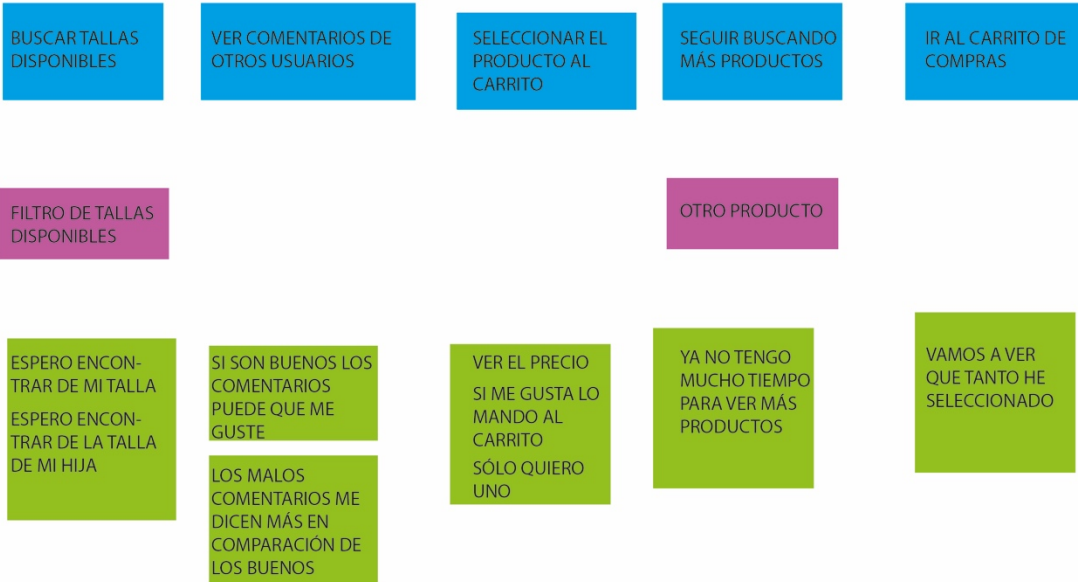 BUSCAR TALLAS
DISPONIBLES
VER COMENTARIOS DE
OTROS USUARIOS
SELECCIONAR EL
PRODUCTO AL
CARRITO
SEGUIR BUSCANDO
MÁS PRODUCTOS
IR AL CARRITO DE
COMPRAS
FILTRO DE TALLAS
DISPONIBLES
OTRO PRODUCTO
ESPERO ENCON-
TRAR DE MI TALLA
ESPERO ENCON-
TRAR DE LA TALLA
DE MI HIJA
SI SON BUENOS LOS
COMENTARIOS
PUEDE QUE ME
GUSTE
LOS MALOS
COMENTARIOS ME
DICEN MÁS EN
COMPARACIÓN DE
LOS BUENOS
VER EL PRECIO
SI ME GUSTA LO
MANDO AL
CARRITO
SÓLO QUIERO
UNO
YA NO TENGO
MUCHO TIEMPO
PARA VER MÁS
PRODUCTOS
VAMOS A VER
QUE TANTO HE
SELECCIONADO